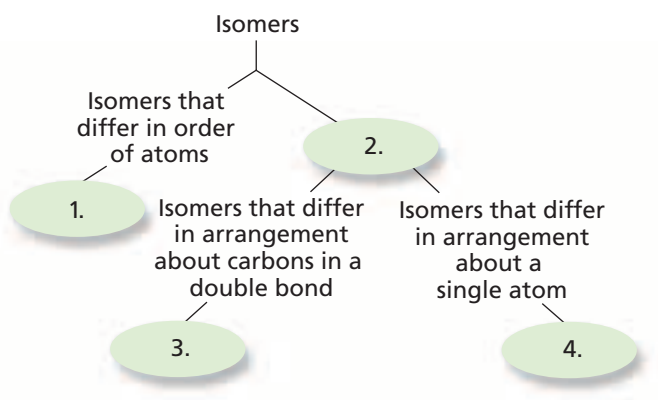 Isomers
Isomers that
differ in order
of atoms
2.
1.
Isomers that differ
in arrangement
about carbons in a
double bond
Isomers that differ
in arrangement
about a
single atom
3.
4.